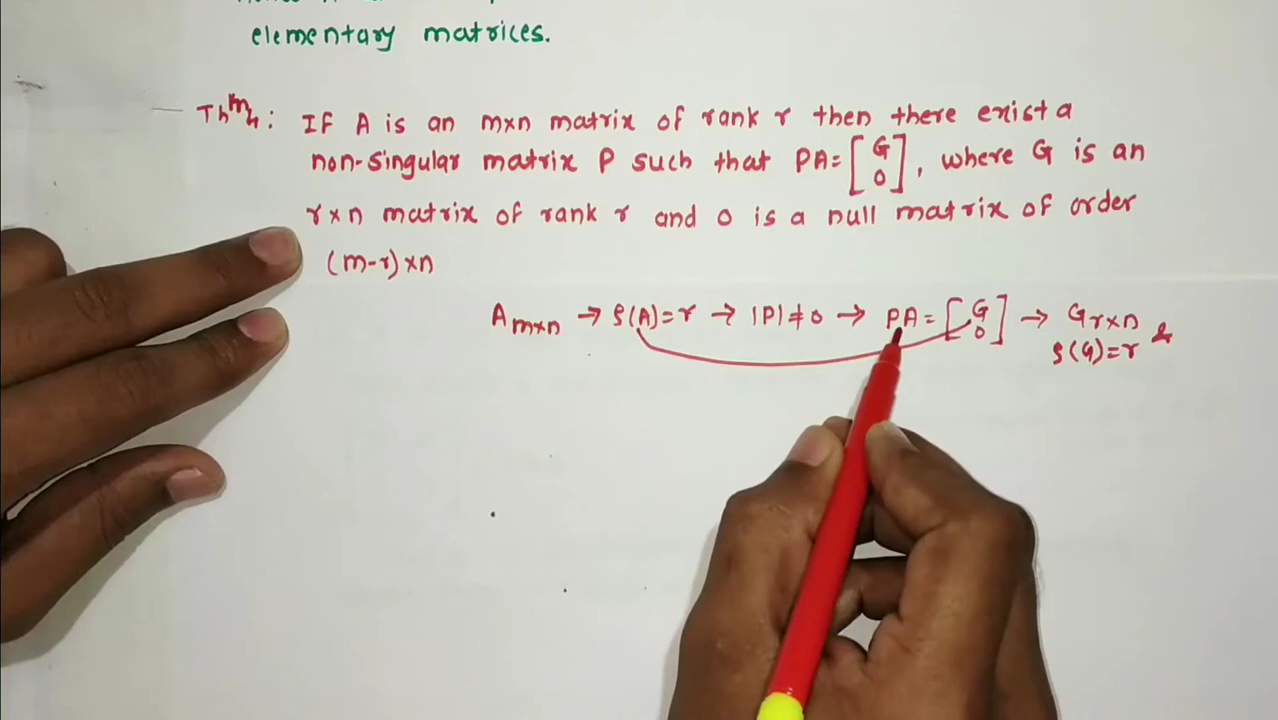 elementary matrices.
Thm: If A is an m×n matrix of rank r then there exist a
non-singular matrix P such that PA = [G 0], where G is an
r×n matrix of rank r and 0 is a null matrix of order
(m-r)×n
A m×n → ρ(A)=r → |P|≠0 → PA = [G 0] → G r×n &
ρ(G)=r